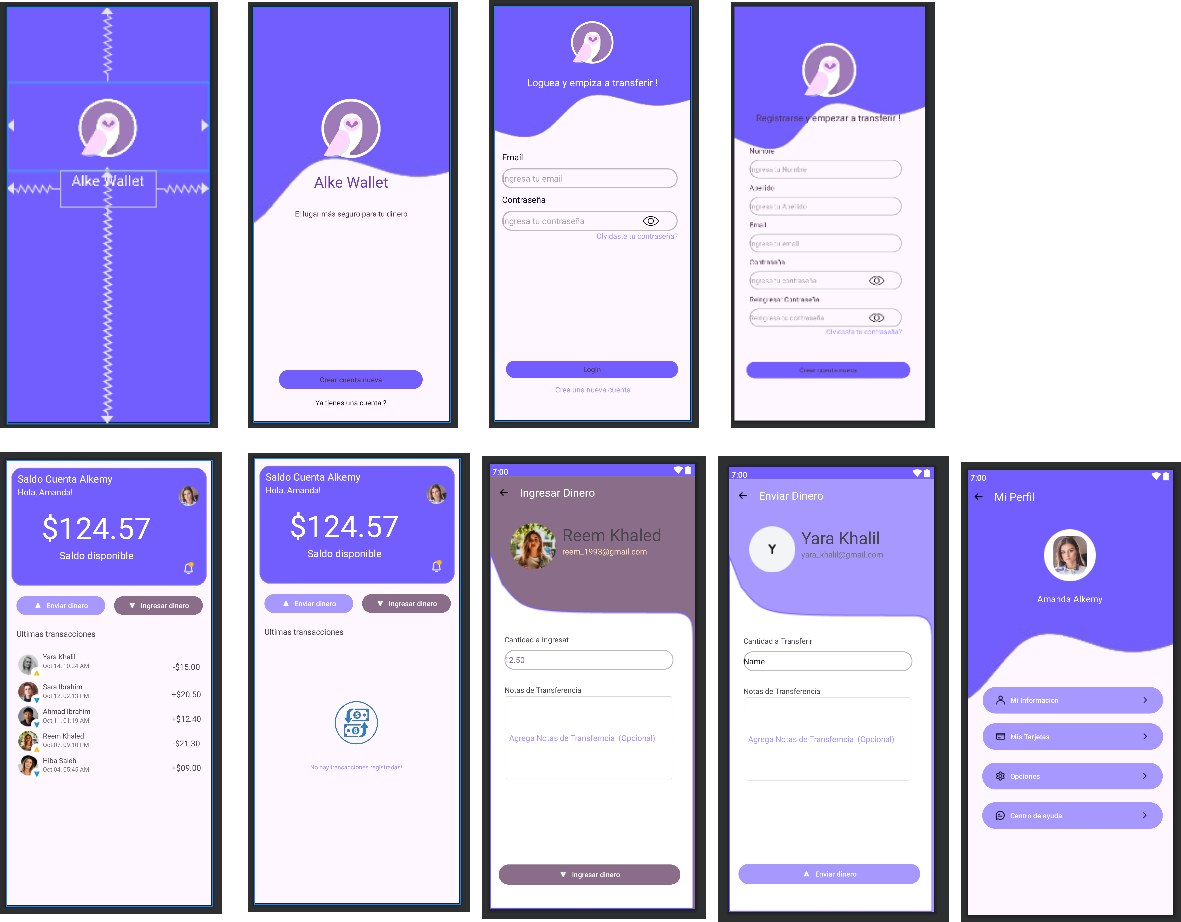 Alke Wallet
Alke Wallet
El lugar más seguro para tu dinero
Crear cuenta nueva
Ya tienes una cuenta ?
Loguea y empiza a transferir !
Email
Ingresa tu email
Contraseña
Ingresa tu contraseña
Olvidaste tu contraseña?
Login
Crea una nueva cuenta
Registrarse y empezar a transferir !
Nombre
Ingresa tu Nombre
Apellido
Ingresa tu Apellido
Email
Ingresa tu email
Contraseña
Ingresa tu contraseña
Reingresar Contraseña
Reingresa tu contraseña
Olvidaste tu contraseña?
Crear cuenta nueva
Saldo Cuenta Alkemy
Hola, Amanda!
$124.57
Saldo disponible
Enviar dinero
Ingresar dinero
Ultimas transacciones
Yara Khalil
Oct 14, 10:24 AM
-$15.00
Sara Ibrahim
Oct 12, 02:13 PM
+$20.50
Ahmad Ibrahim
Oct 11, 01:19 AM
+$12.40
Reem Khaled
Oct 07, 09:10 PM
-$21.30
Hiba Saleh
Oct 04, 05:45 AM
+$09.00
Saldo Cuenta Alkemy
Hola, Amanda!
$124.57
Saldo disponible
Enviar dinero
Ingresar dinero
Ultimas transacciones
No hay transacciones registradas!
7:00
Ingresar Dinero
Reem Khaled
reem_1993@gmail.com
Cantidad a Ingresar
12.50
Notas de Transferencia
Agrega Notas de Transferncia (Opcional)
Ingresar dinero
7:00
Enviar Dinero
Y
Yara Khalil
yara_khalil@gmail.com
Cantidad a Transferir
Name
Notas de Transferencia
Agrega Notas de Transferncia (Opcional)
Enviar dinero
7:00
Mi Perfil
Amanda Alkemy
Mi Informacion
Mis Tarjetas
Opciones
Centro de ayuda